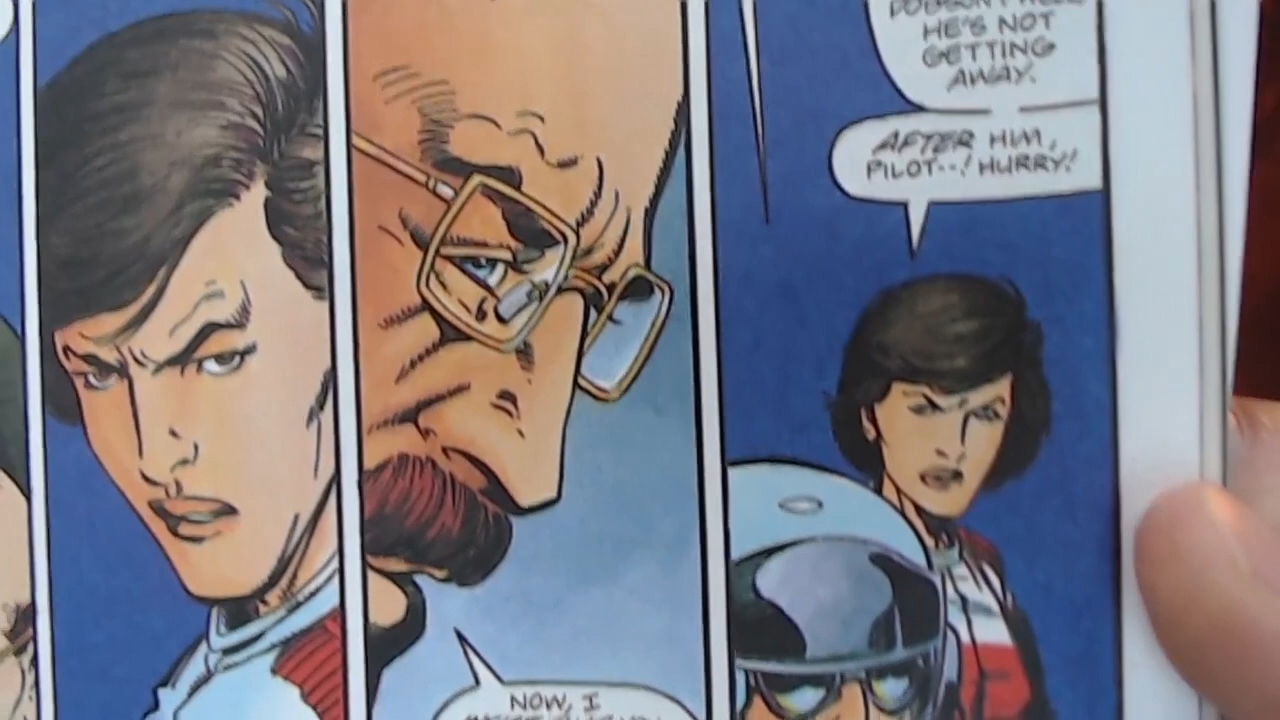 NOW, I
HE'S NOT
GETTING
AWAY.
AFTER HIM,
PILOT--! HURRY!